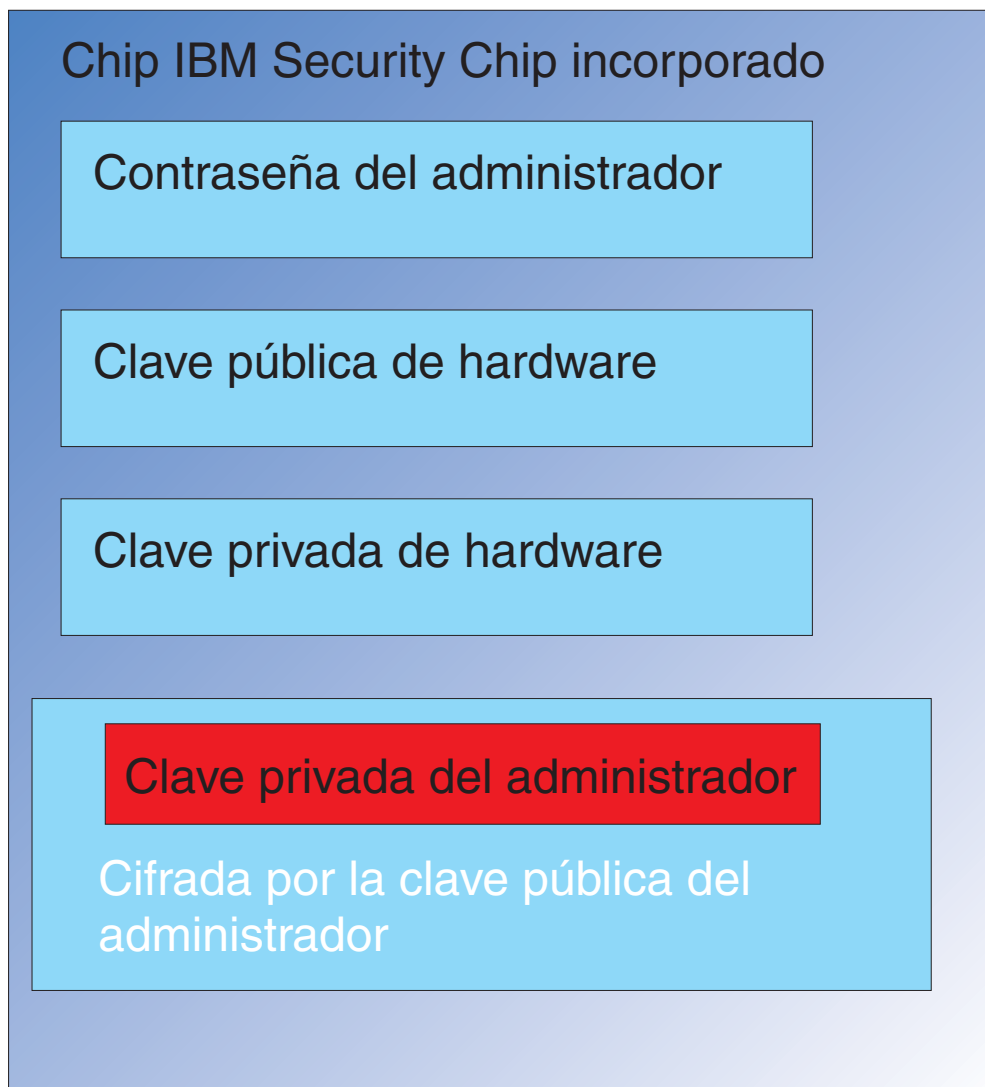 Chip IBM Security Chip incorporado
Contraseña del administrador
Clave pública de hardware
Clave privada de hardware
Clave privada del administrador
Cifrada por la clave pública del
administrador